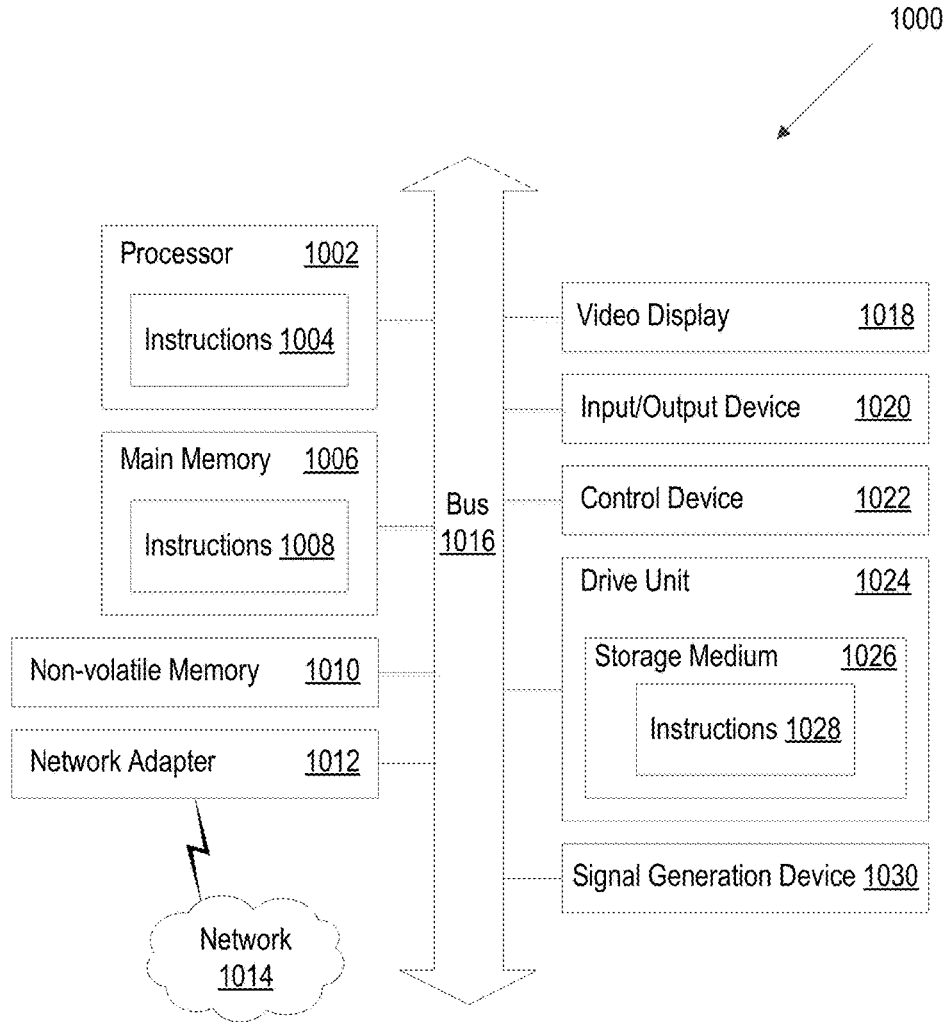 1000
Processor 1002
Instructions 1004
Main Memory 1006
Instructions 1008
Non-volatile Memory 1010
Network Adapter 1012
Network
1014
Bus
1016
Video Display 1018
Input/Output Device 1020
Control Device 1022
Drive Unit 1024
Storage Medium 1026
Instructions 1028
Signal Generation Device 1030